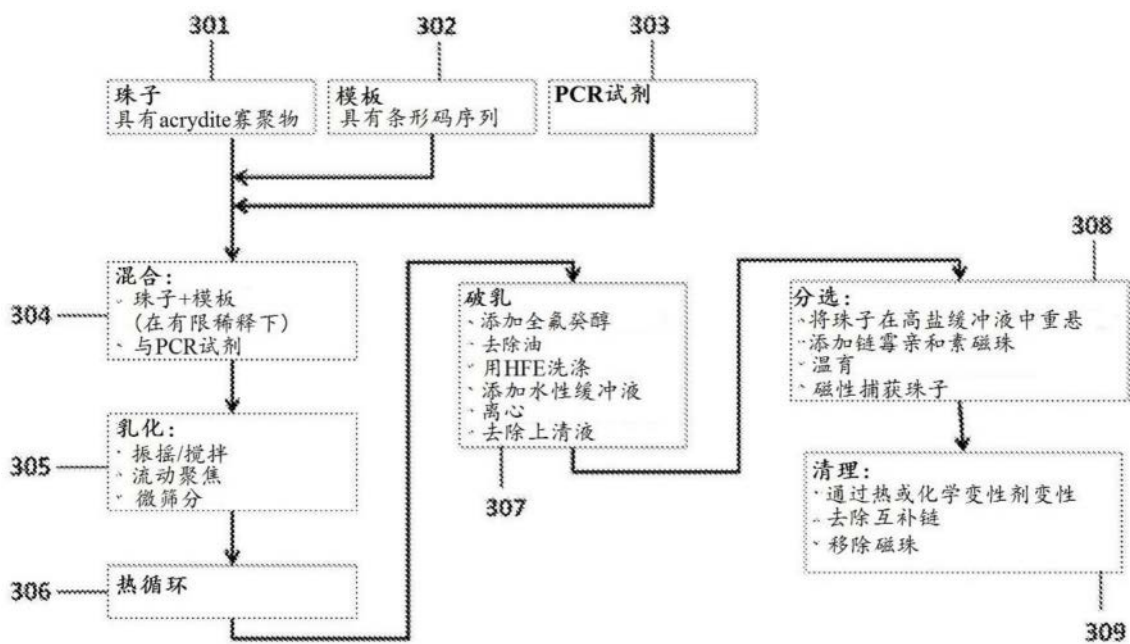 301
302
303
珠子
具有acrydite寡聚物
模板
具有条形码序列
PCR试剂
304
混合：
珠子+模板
(在有限稀释下)
与PCR试剂
305
乳化：
振摇/搅拌
流动聚焦
微筛分
306
热循环
破乳
添加全氟癸醇
去除油
用HFE洗涤
添加水性缓冲液
离心
去除上清液
307
308
分选：
将珠子在高盐缓冲液中重悬
添加链霉亲和素磁珠
温育
磁性捕获珠子
清理：
通过热或化学变性剂变性
去除互补链
移除磁珠
309